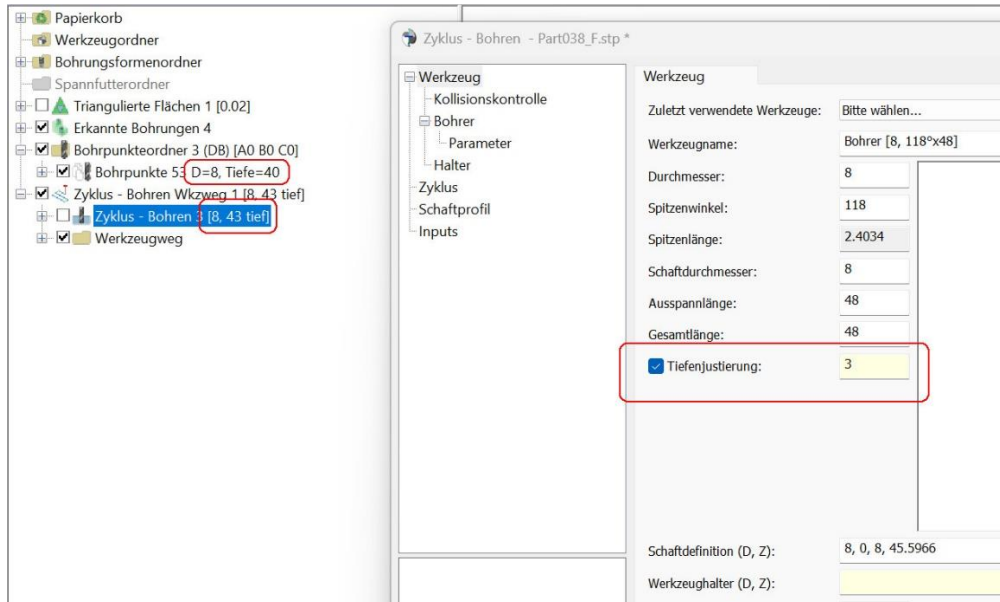 Papierkorb
Werkzeugordner
Bohrungsformenordner
Spannfutterordner
Triangulierte Flächen 1 [0.02]
Erkannte Bohrungen 4
Bohrpunkteordner 3 (DB) [A0 B0 C0]
Bohrpunkte 53 D=8, Tiefe=40
Zyklus - Bohren Wkzweg 1 [8, 43 tief]
Zyklus - Bohren 3 [8, 43 tief]
Werkzeugweg
Zyklus - Bohren - Part038_F.stp *
Werkzeug
Kollisionskontrolle
Bohrer
Parameter
Halter
Zyklus
Schaftprofil
Inputs
Werkzeug
Zuletzt verwendete Werkzeuge: Bitte wählen...
Werkzeugname: Bohrer [8, 118°x48]
Durchmesser: 8
Spitzenwinkel: 118
Spitzenlänge: 2.4034
Schaftdurchmesser: 8
Ausspannlänge: 48
Gesamtlänge: 48
Tiefenjustierung: 3
Schaftdefinition (D, Z): 8, 0, 8, 45.5966
Werkzeughalter (D, Z):